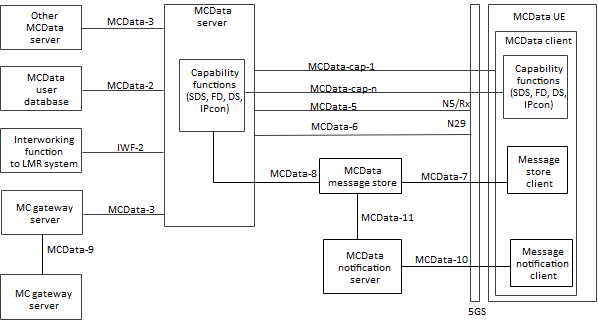 Other
MCData
server
MCData-3
MCData
server
MCData UE
MCData client
MCData
user
database
MCData-2
Capability
functions
(SDS, FD, DS,
IPcon)
MCData-cap-1
MCData-cap-n
MCData-5
N5/Rx
MCData-6
N29
Capability
functions
(SDS, FD, DS,
IPcon)
Interworking
function
to LMR system
IWF-2
MCData-8
MCData
message store
MCData-7
Message
store
client
MC gateway
server
MCData-3
MCData-11
MCData-9
MCData
notification
server
MCData-10
Message
notification
client
MC gateway
server
5GS